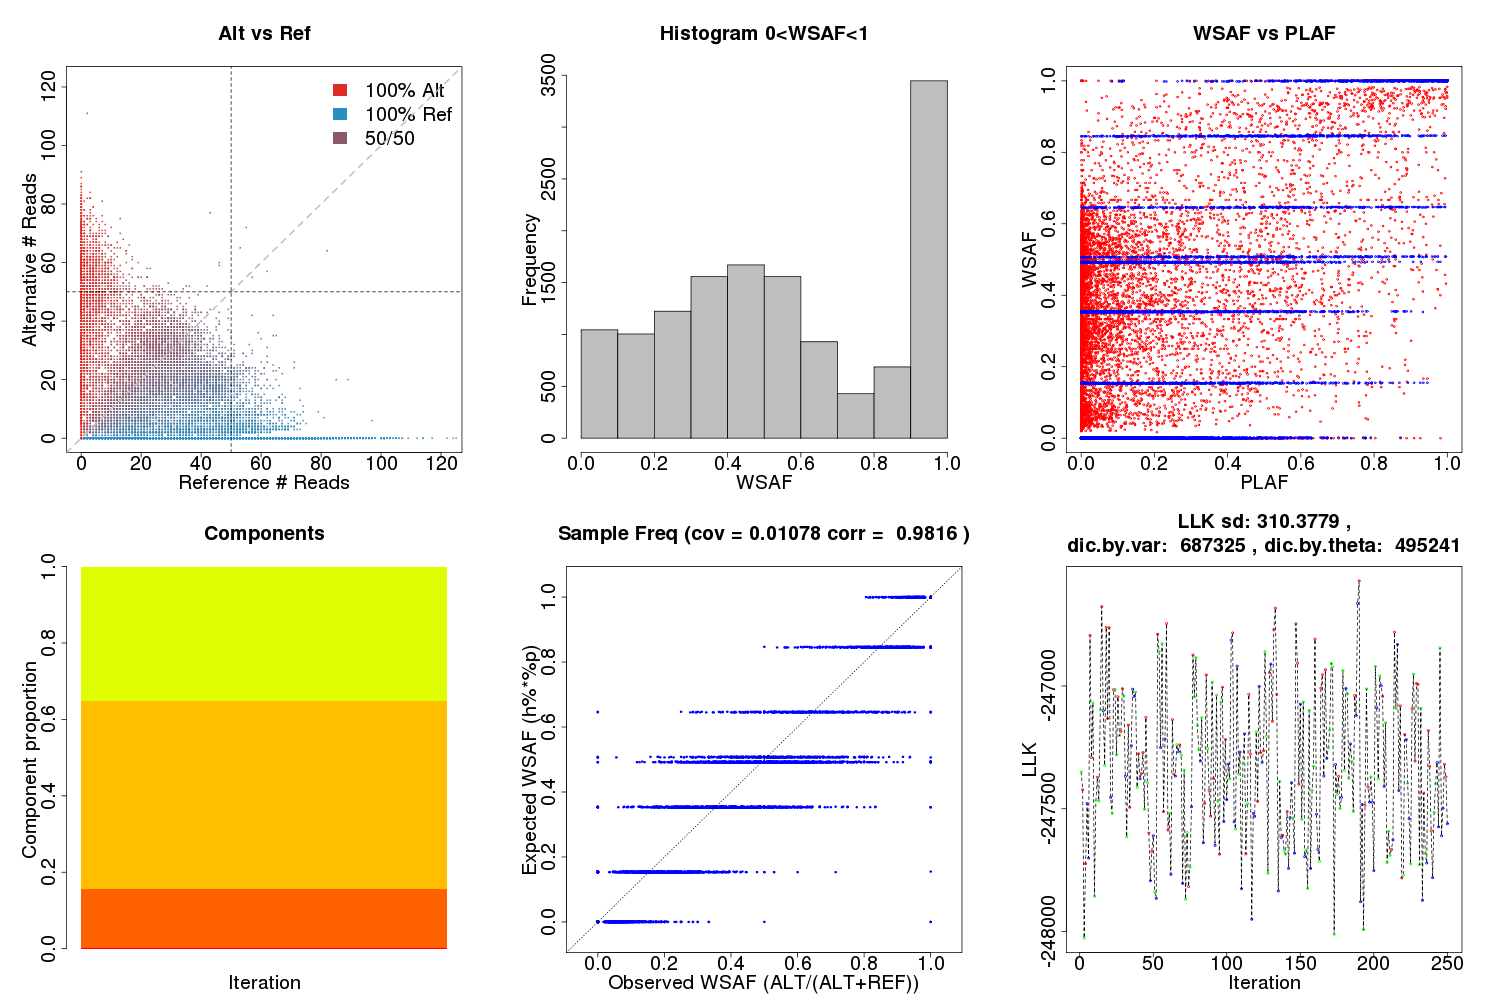 Alt vs Ref
Alternative # Reads
0 20 40 60 80 100 120
100% Alt
100% Ref
50/50
0 20 40 60 80 100 120
Reference # Reads
Histogram 0<WSAF<1
Frequency
0 500 1500 2500 3500
0.0 0.2 0.4 0.6 0.8 1.0
WSAF
WSAF vs PLAF
WSAF
0.0 0.2 0.4 0.6 0.8 1.0
0.0 0.2 0.4 0.6 0.8 1.0
PLAF
Components
Component proportion
0.0 0.2 0.4 0.6 0.8 1.0
Iteration
Sample Freq (cov = 0.01078 corr = 0.9816 )
Expected WSAF (h%*%p)
0.0 0.2 0.4 0.6 0.8 1.0
0.0 0.2 0.4 0.6 0.8 1.0
Observed WSAF (ALT/(ALT+REF))
LLK sd: 310.3779 ,
dic.by.var: 687325 , dic.by.theta: 495241
LLK
-248000 -247500 -247000
0 50 100 150 200 250
Iteration